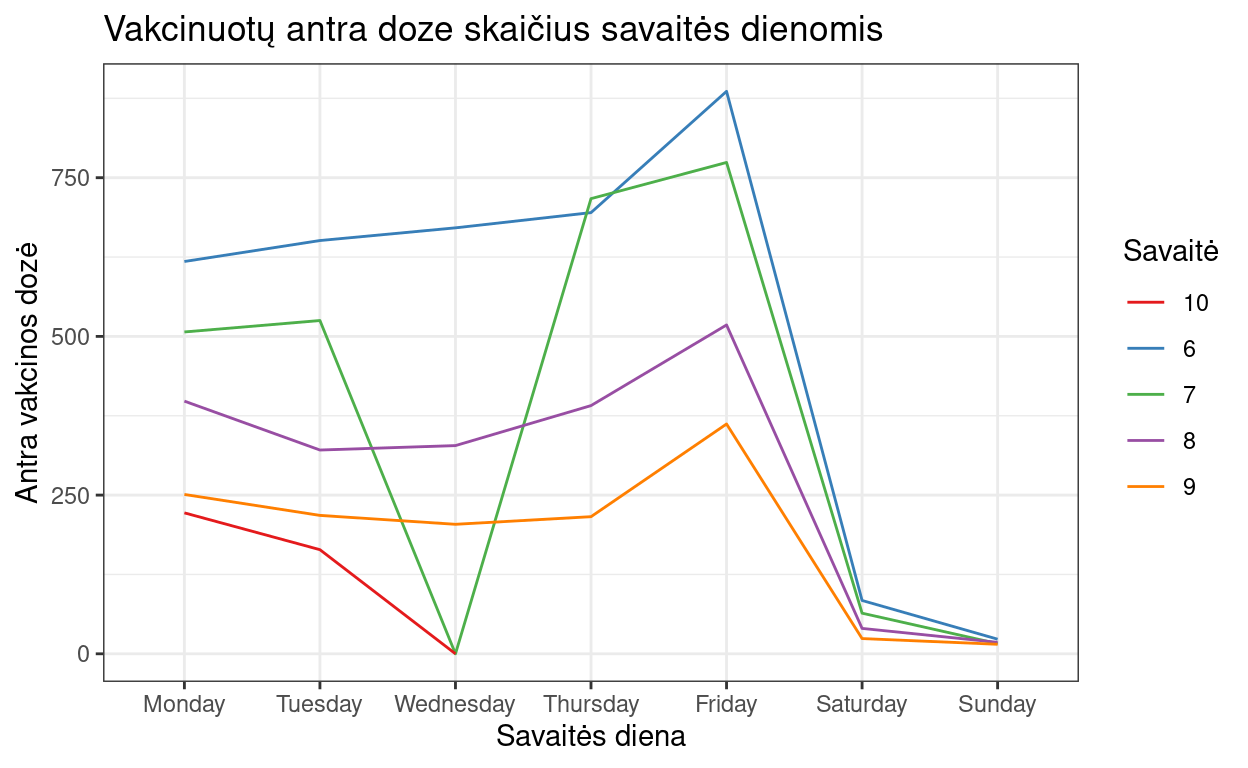 Vakcinuotų antra doze skaičius savaitės dienomis
Antra vakcinos dozė
750
500
250
0
Monday Tuesday Wednesday Thursday Friday Saturday Sunday
Savaitės diena
Savaitė
10
6
7
8
9